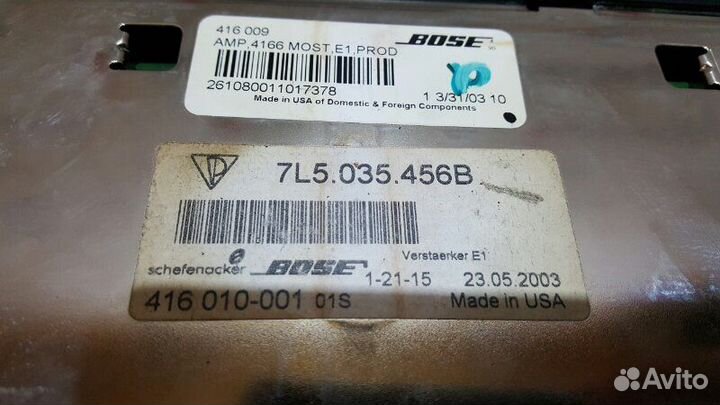 416 009
AMP,4166 MOST,E1,PROD
BOSE
261080011017378
1 3/31/03 10
Made in USA of Domestic & Foreign Components
7L5.035.456B
Verstaerker E1
schefenacker BOSE 1-21-15 23.05.2003
416 010-001 01S Made in USA
Avito